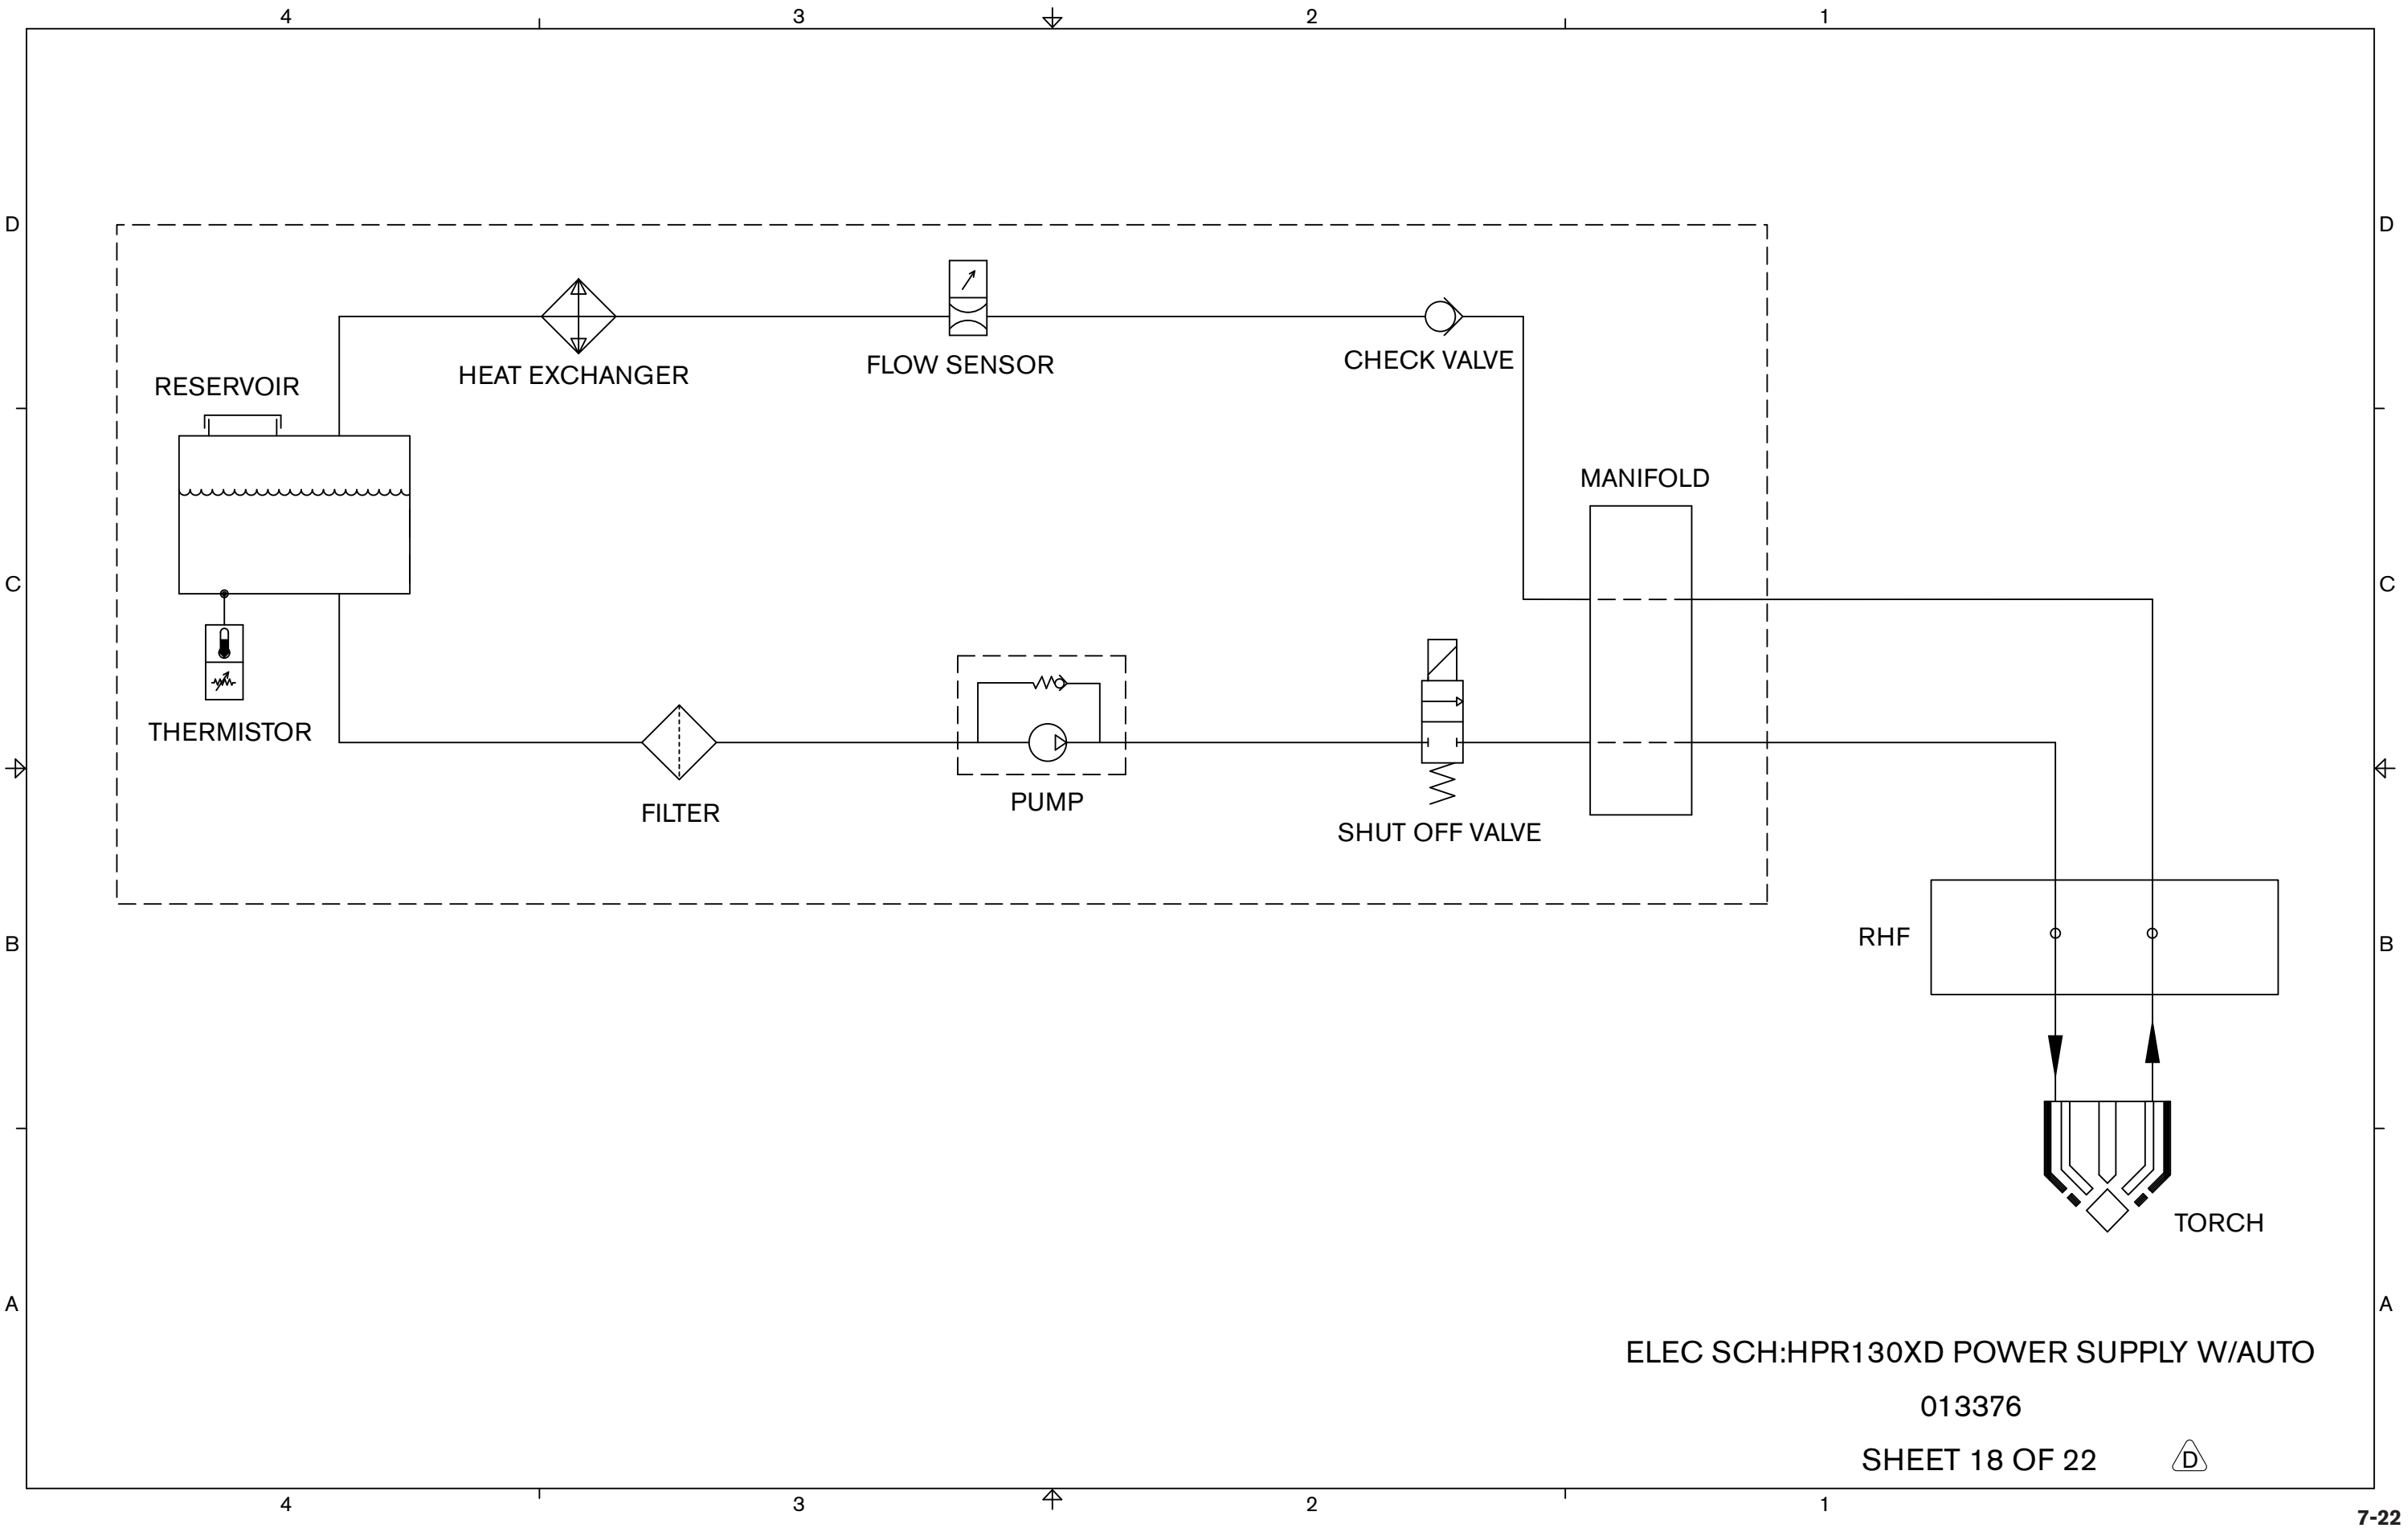 4 3 2 1
D D
HEAT EXCHANGER
FLOW SENSOR
CHECK VALVE
RESERVOIR
MANIFOLD
C C
THERMISTOR
FILTER
PUMP
SHUT OFF VALVE
B B
RHF
TORCH
A A
ELEC SCH:HPR130XD POWER SUPPLY W/AUTO
013376
SHEET 18 OF 22 D
4 3 2 1
7-22